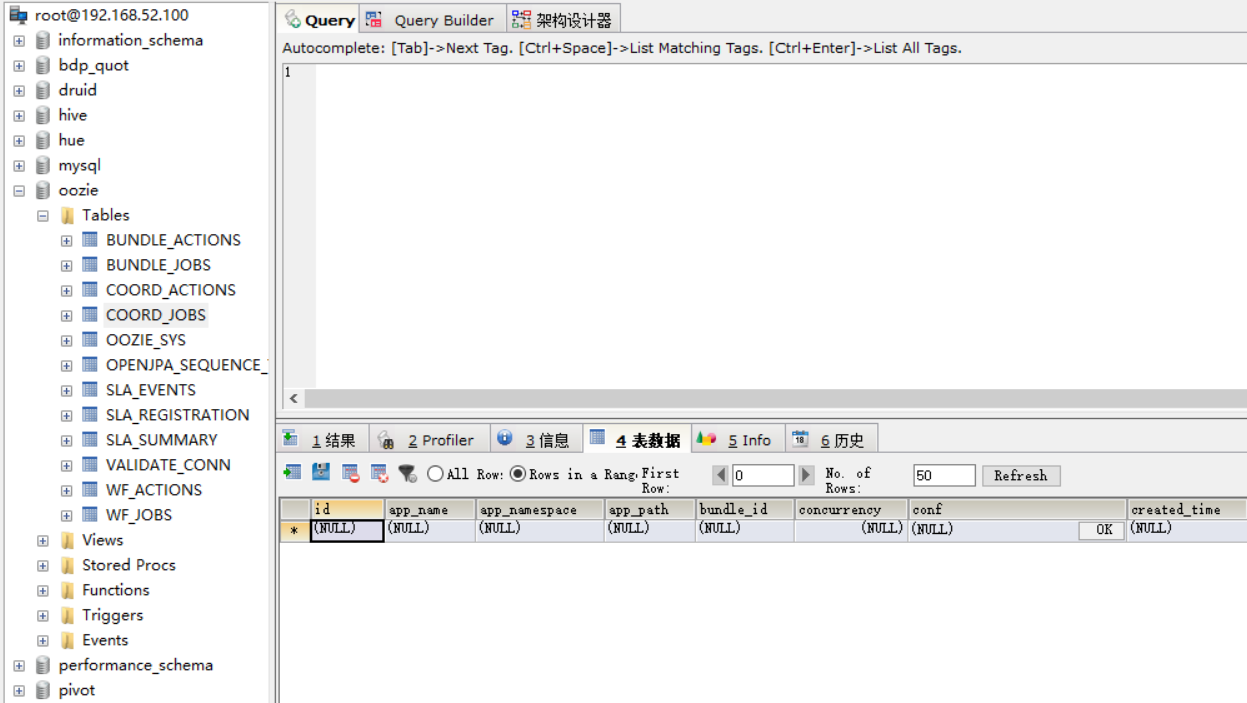 root@192.168.52.100
information_schema
bdp_quot
druid
hive
hue
mysql
oozie
Tables
BUNDLE_ACTIONS
BUNDLE_JOBS
COORD_ACTIONS
COORD_JOBS
OOZIE_SYS
OPENJPA_SEQUENCE_
SLA_EVENTS
SLA_REGISTRATION
SLA_SUMMARY
VALIDATE_CONN
WF_ACTIONS
WF_JOBS
Views
Stored Procs
Functions
Triggers
Events
performance_schema
pivot
Query Query Builder 架构设计器
Autocomplete: [Tab]->Next Tag. [Ctrl+Space]->List Matching Tags. [Ctrl+Enter]->List All Tags.
1
1 结果 2 Profiler 3 信息 4 表数据 5 Info 6 历史
All Row: Rows in a Rang. First Row: 0 No. of Rows: 50 Refresh
id app_name app_namespace app_path bundle_id concurrency conf created_time
* (NULL) (NULL) (NULL) (NULL) (NULL) (NULL) (NULL) OK (NULL)